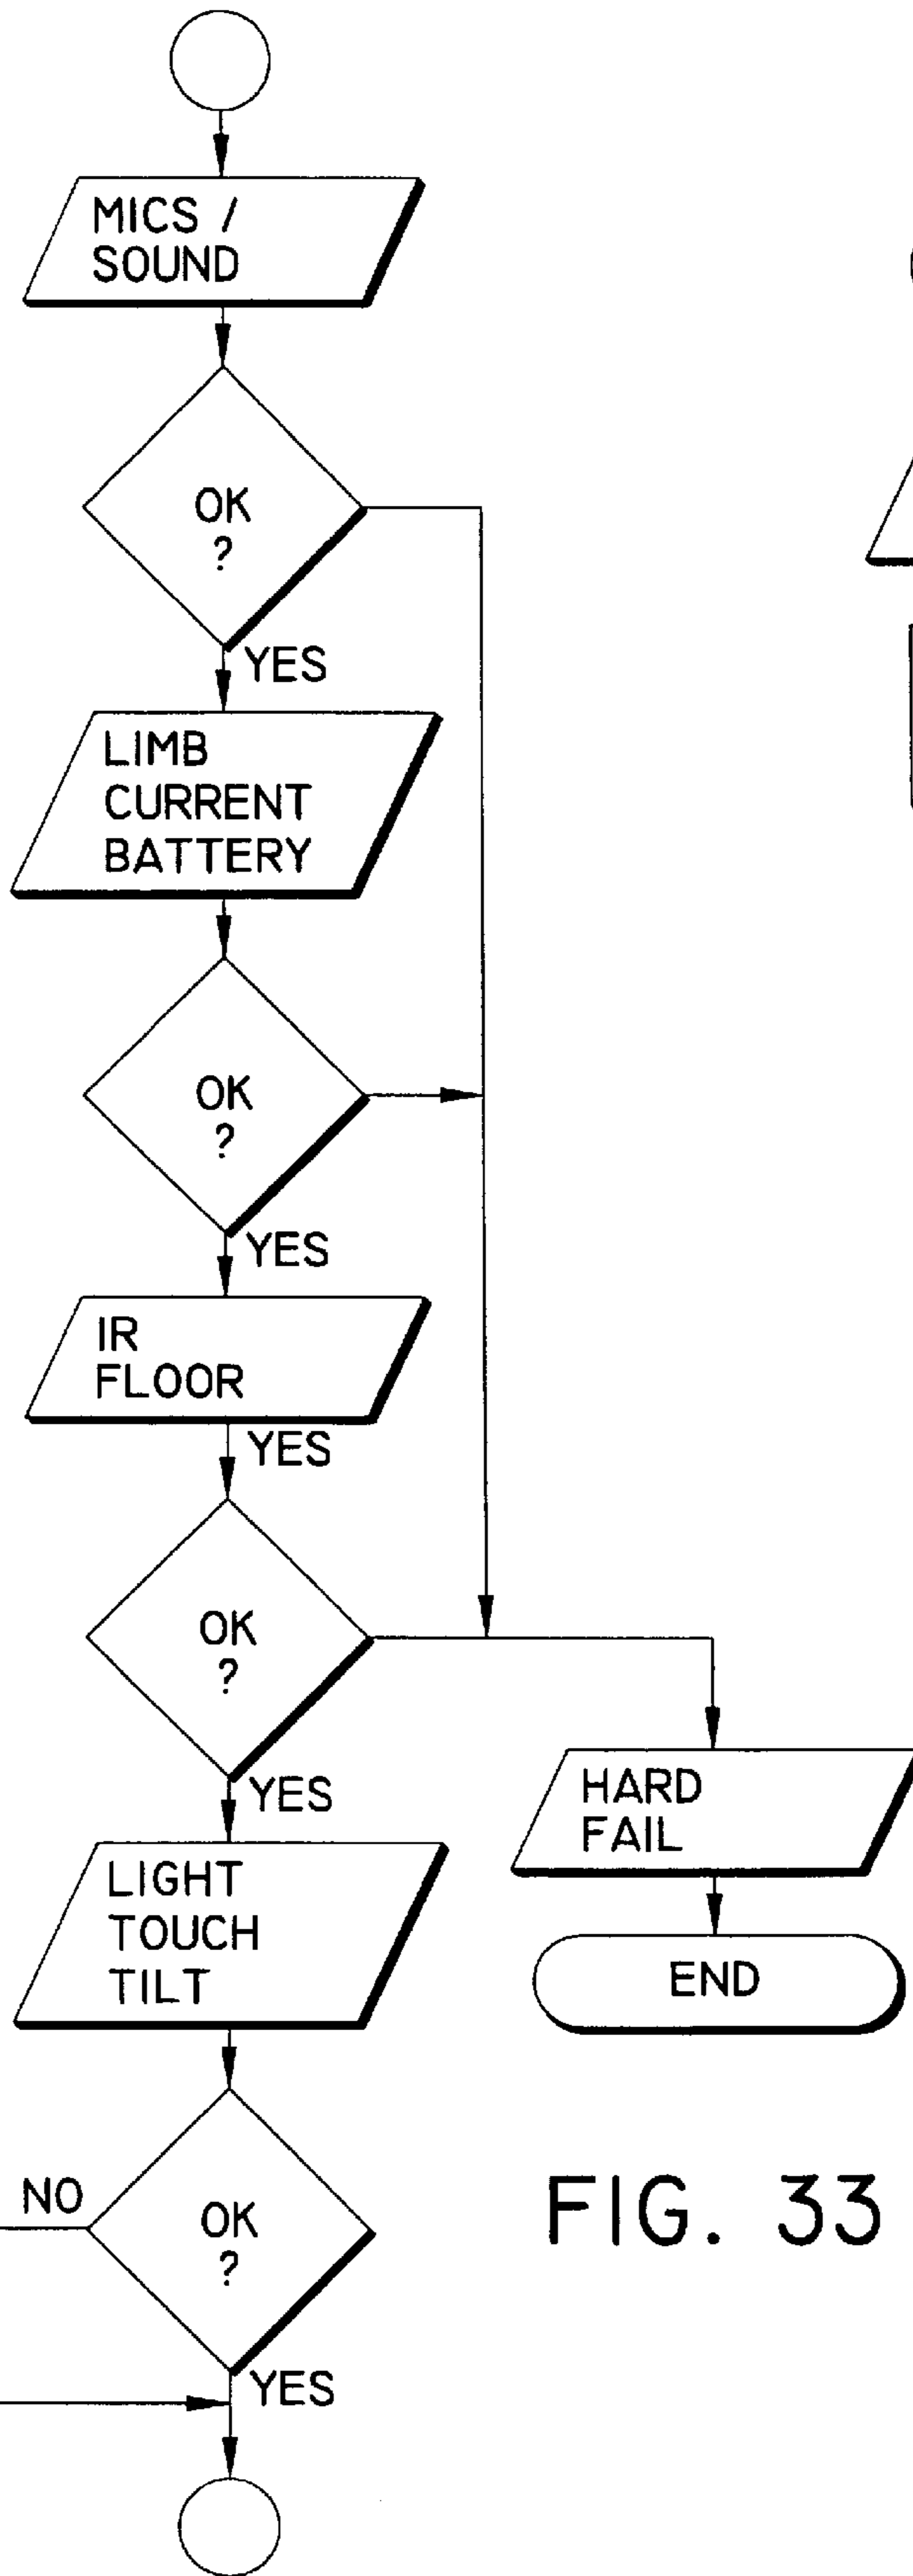 MICS /
SOUND
OK
?
YES
LIMB
CURRENT
BATTERY
OK
?
YES
IR
FLOOR
YES
OK
?
YES
HARD
FAIL
LIGHT
TOUCH
TILT
END
NO
OK
?
YES
FIG. 33